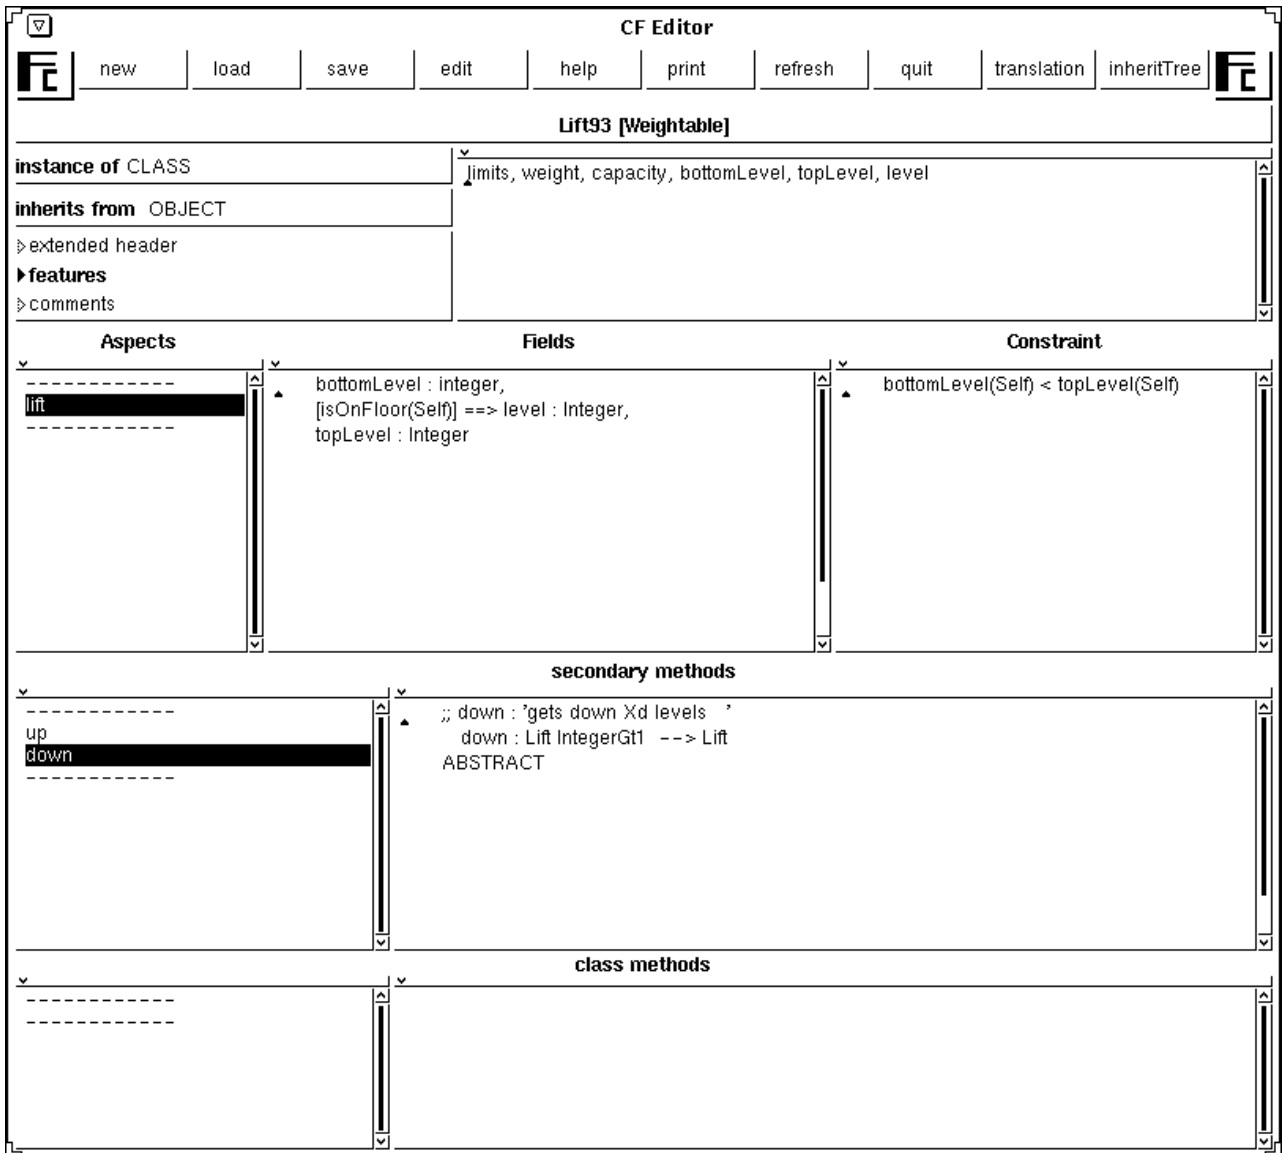 CF Editor
FC new load save edit help print refresh quit translation inheritTree FC
Lift93 [Weightable]
instance of CLASS
limits, weight, capacity, bottomLevel, topLevel, level
inherits from OBJECT
extended header
features
comments
Aspects Fields Constraint
------------
lift
------------
bottomLevel : integer,
[isOnFloor(Self)] ==> level : Integer,
topLevel : Integer
bottomLevel(Self) < topLevel(Self)
secondary methods
------------
up
down
------------
;; down : 'gets down Xd levels '
down : Lift IntegerGt1 --> Lift
ABSTRACT
class methods
------------
------------